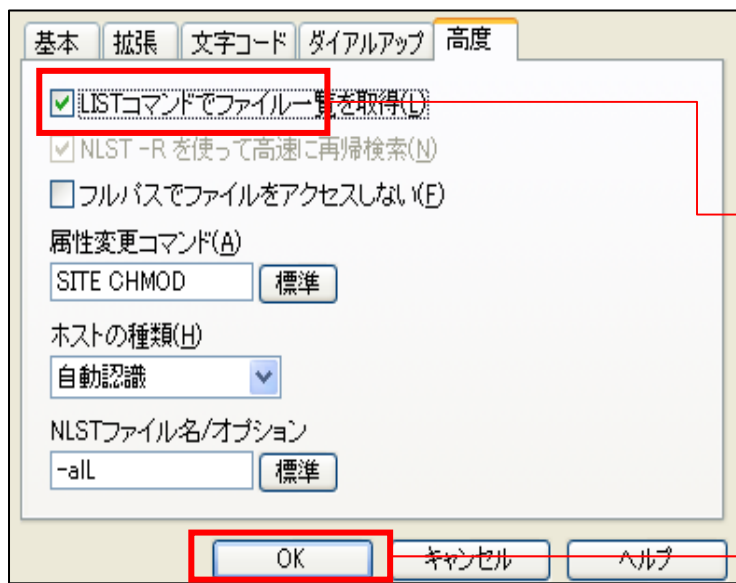 基本 拡張 文字コード ダイアルアップ 高度
LISTコマンドでファイル一覧を取得(L)
NLST -R を使って高速に再帰検索(N)
フルパスでファイルをアクセスしない(F)
属性変更コマンド(A)
SITE CHMOD 標準
ホストの種類(H)
自動認識
NLSTファイル名/オプション
-alL 標準
OK キャンセル ヘルプ